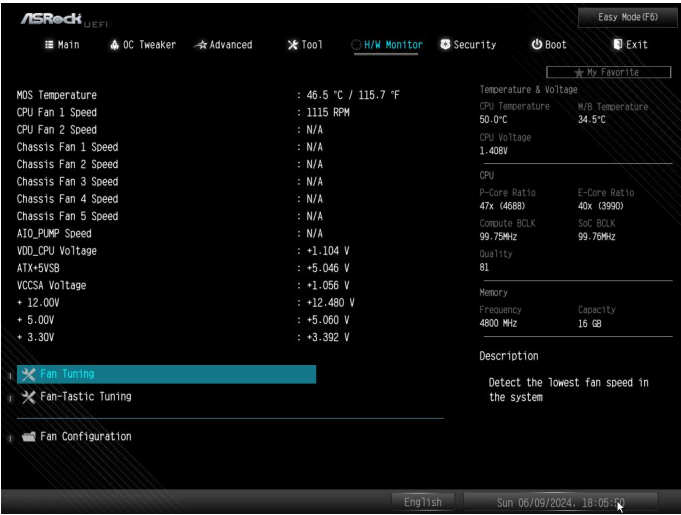 ASRock UEFI
Easy Mode(F6)
Main OC Tweaker Advanced Tool H/W Monitor Security Boot Exit
My Favorite
MOS Temperature : 46.5 °C / 115.7 °F
CPU Fan 1 Speed : 1115 RPM
CPU Fan 2 Speed : N/A
Chassis Fan 1 Speed : N/A
Chassis Fan 2 Speed : N/A
Chassis Fan 3 Speed : N/A
Chassis Fan 4 Speed : N/A
Chassis Fan 5 Speed : N/A
AIO_PUMP Speed : N/A
VDD_CPU Voltage : +1.104 V
ATX+5VSB : +5.046 V
VCCSA Voltage : +1.056 V
+ 12.00V : +12.480 V
+ 5.00V : +5.060 V
+ 3.30V : +3.392 V
Fan Tuning
Fan-Tastic Tuning
Fan Configuration
Temperature & Voltage
CPU Temperature M/B Temperature
50.0°C 34.5°C
CPU Voltage
1.408V
CPU
P-Core Ratio E-Core Ratio
47x (4688) 40x (3990)
Compute BCLK SoC BCLK
99.75MHz 99.76MHz
Quality
81
Memory
Frequency Capacity
4800 MHz 16 GB
Description
Detect the lowest fan speed in
the system
English Sun 06/09/2024. 18:05:50